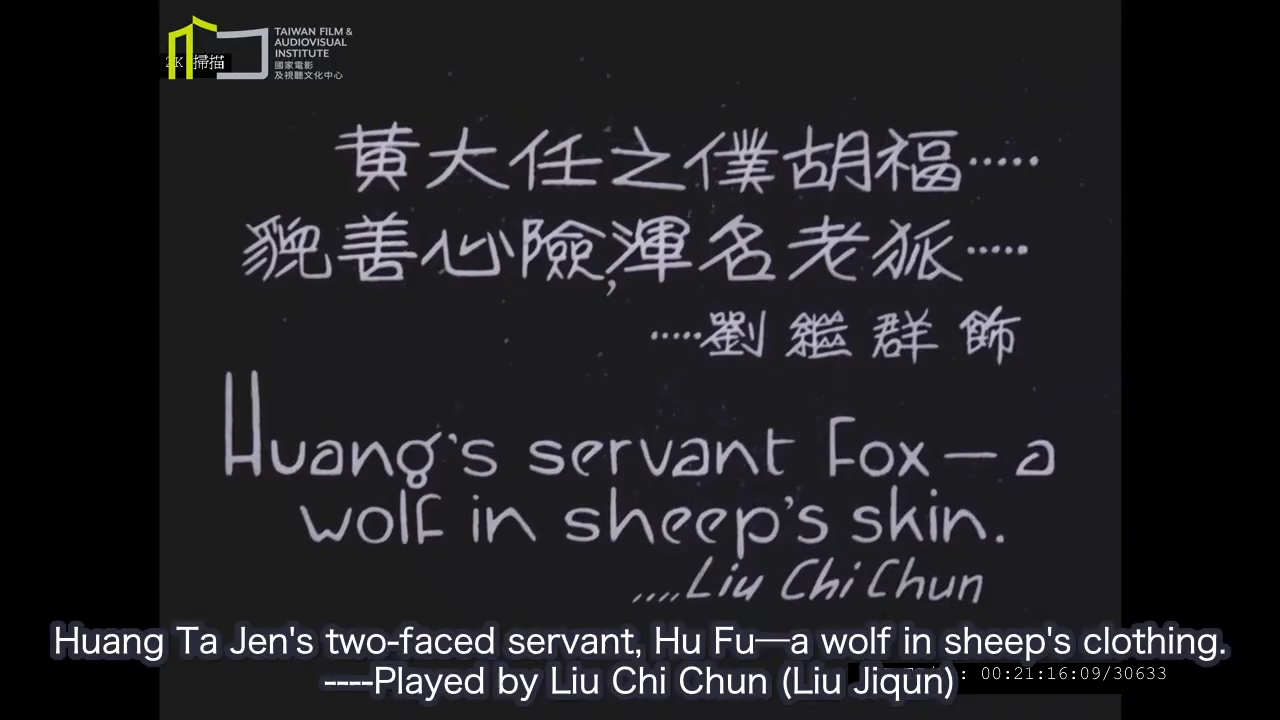 TAIWAN FILM &
AUDIOVISUAL
INSTITUTE
國家電影
及視聽文化中心
2K 掃描
黃大任之僕胡福·····
貌善心險,渾名老狐·····
·····劉繼群飾
Huang's servant Fox — a
wolf in sheep's skin.
....Liu Chi Chun
Huang Ta Jen's two-faced servant, Hu Fu—a wolf in sheep's clothing.
----Played by Liu Chi Chun (Liu Jiqun)
: 00:21:16:09/30633